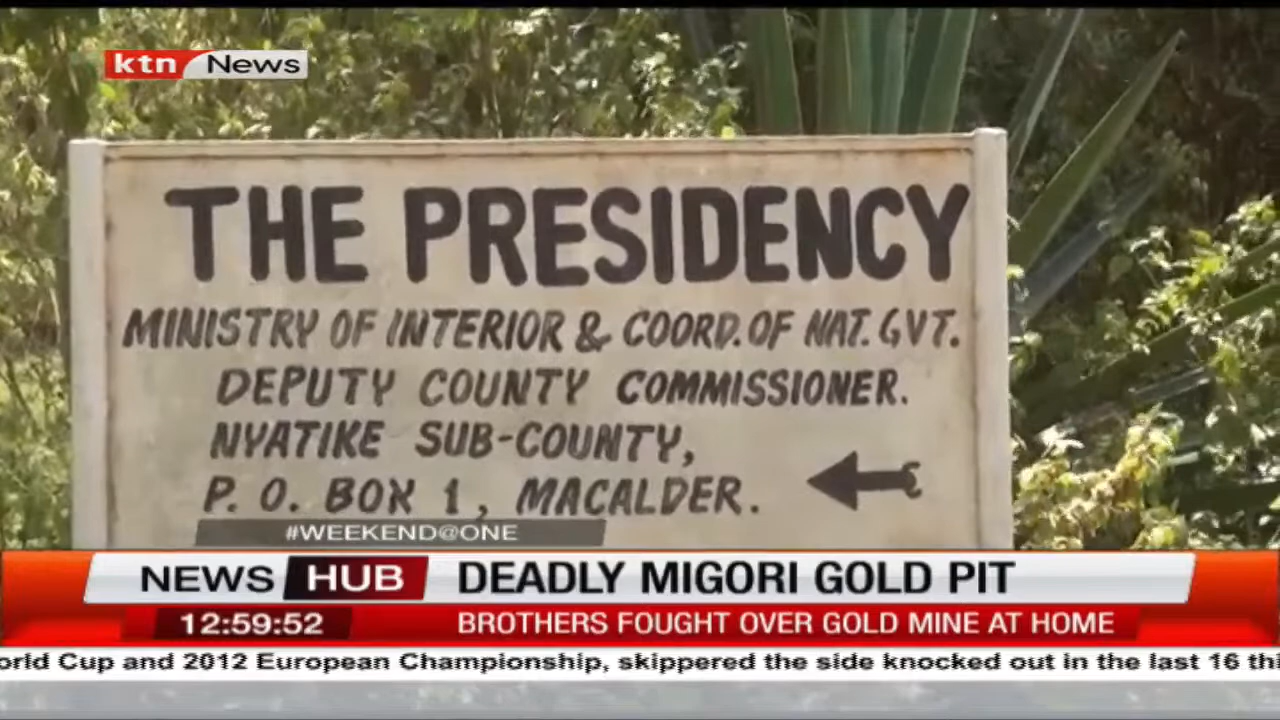 ktn News
THE PRESIDENCY
MINISTRY OF INTERIOR & COORD. OF NAT. GVT.
DEPUTY COUNTY COMMISSIONER.
NYATIKE SUB-COUNTY,
P. O. BOX 1, MACALDER.
#WEEKEND@ONE
NEWS HUB DEADLY MIGORI GOLD PIT
12:59:52 BROTHERS FOUGHT OVER GOLD MINE AT HOME
orld Cup and 2012 European Championship, skippered the side knocked out in the last 16 thi